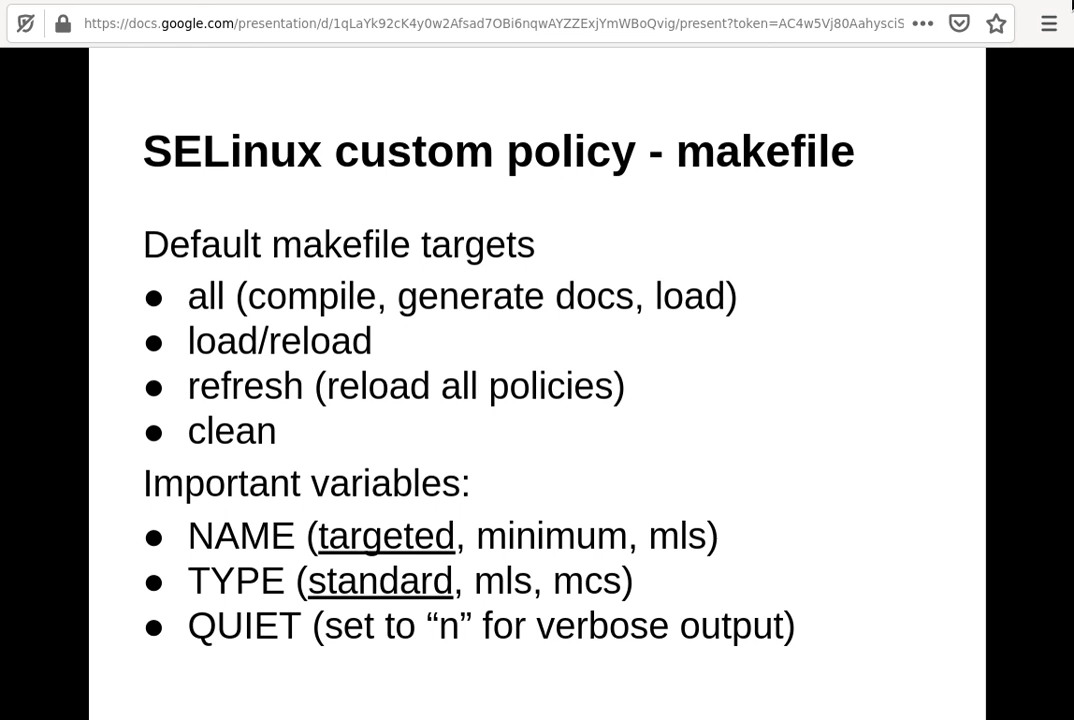 https://docs.google.com/presentation/d/1qLaYk92cK4y0w2Afsad7OBi6nqwAYZZExjYmWBoQvig/present?token=AC4w5Vj80AahysciS
SELinux custom policy - makefile
Default makefile targets
● all (compile, generate docs, load)
● load/reload
● refresh (reload all policies)
● clean
Important variables:
● NAME (targeted, minimum, mls)
● TYPE (standard, mls, mcs)
● QUIET (set to “n” for verbose output)